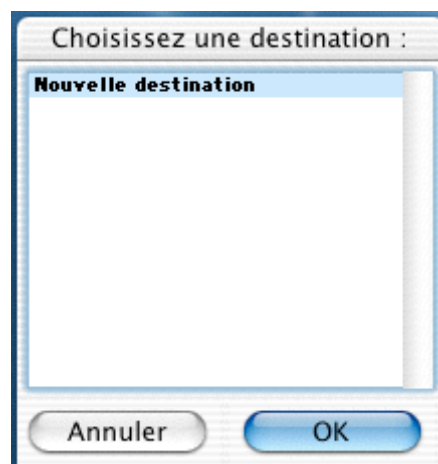 Choisissez une destination :
Nouvelle destination
Annuler
OK